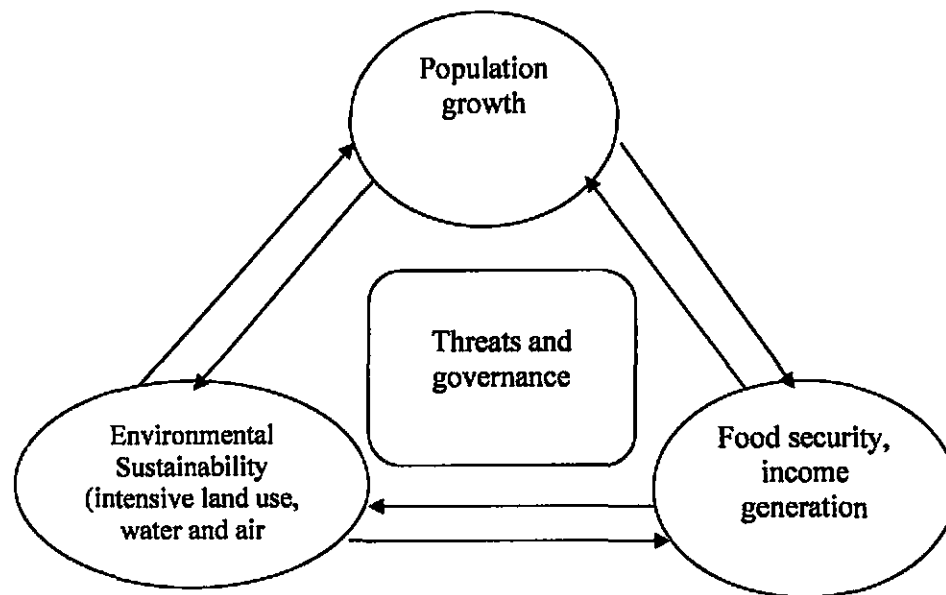 Population
growth
Threats and
governance
Environmental
Sustainability
(intensive land use,
water and air
Food security,
income
generation